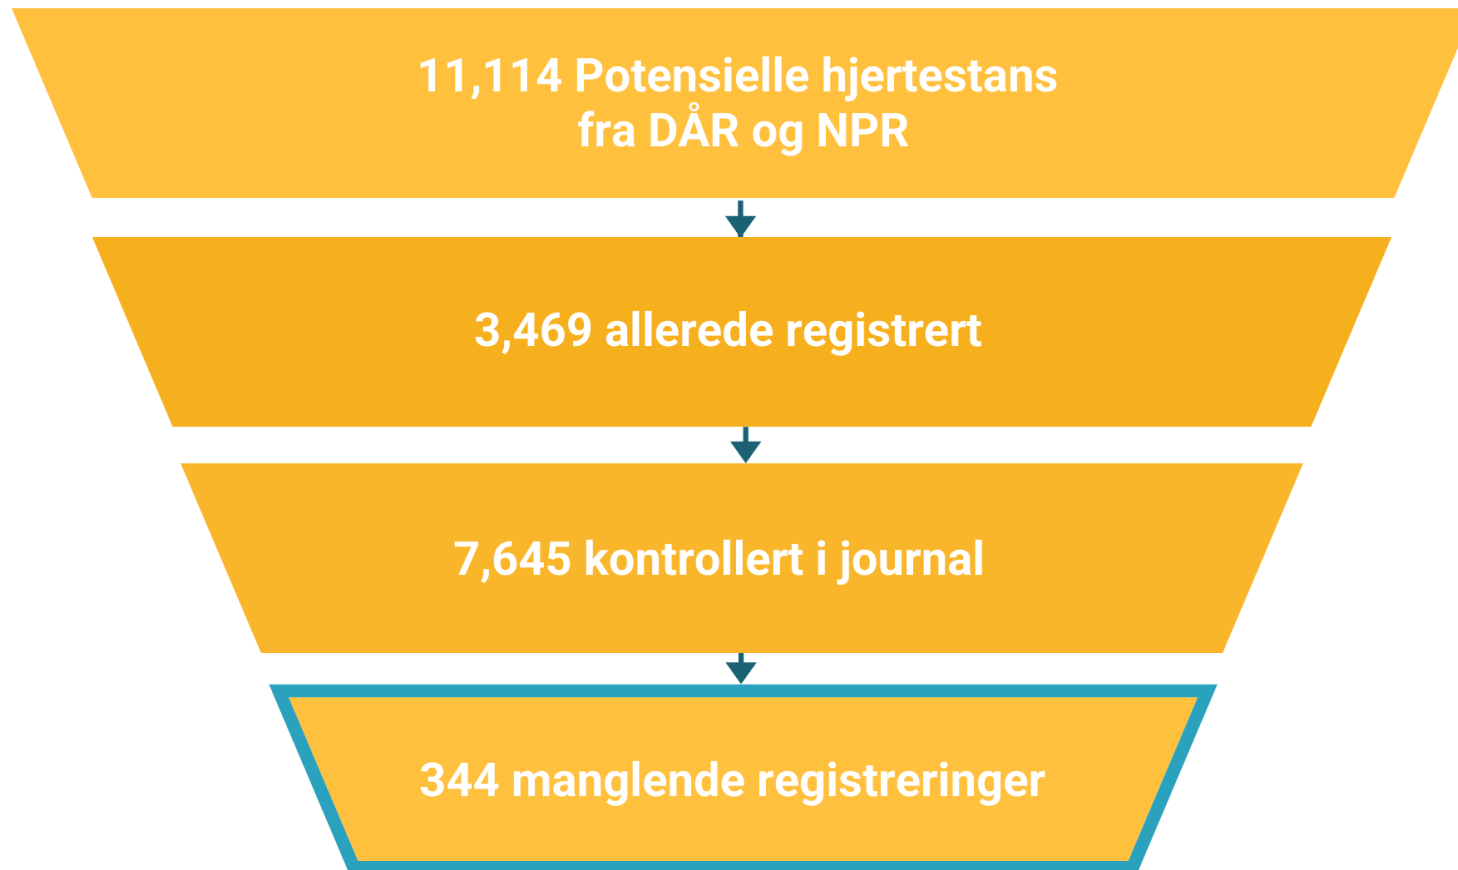 11,114 Potensielle hjertestans
fra DÅR og NPR
3,469 allerede registrert
7,645 kontrollert i journal
344 manglende registreringer